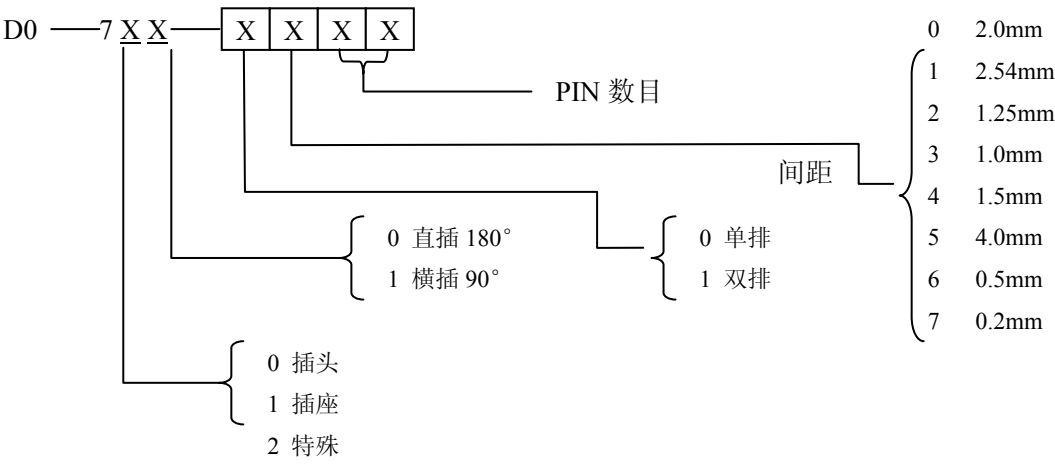 D0 7 X X X X X X
0 2.0mm
1 2.54mm
PIN 数目
2 1.25mm
3 1.0mm
间距
4 1.5mm
0 直插 180°
0 单排
5 4.0mm
1 横插 90°
1 双排
6 0.5mm
7 0.2mm
0 插头
1 插座
2 特殊